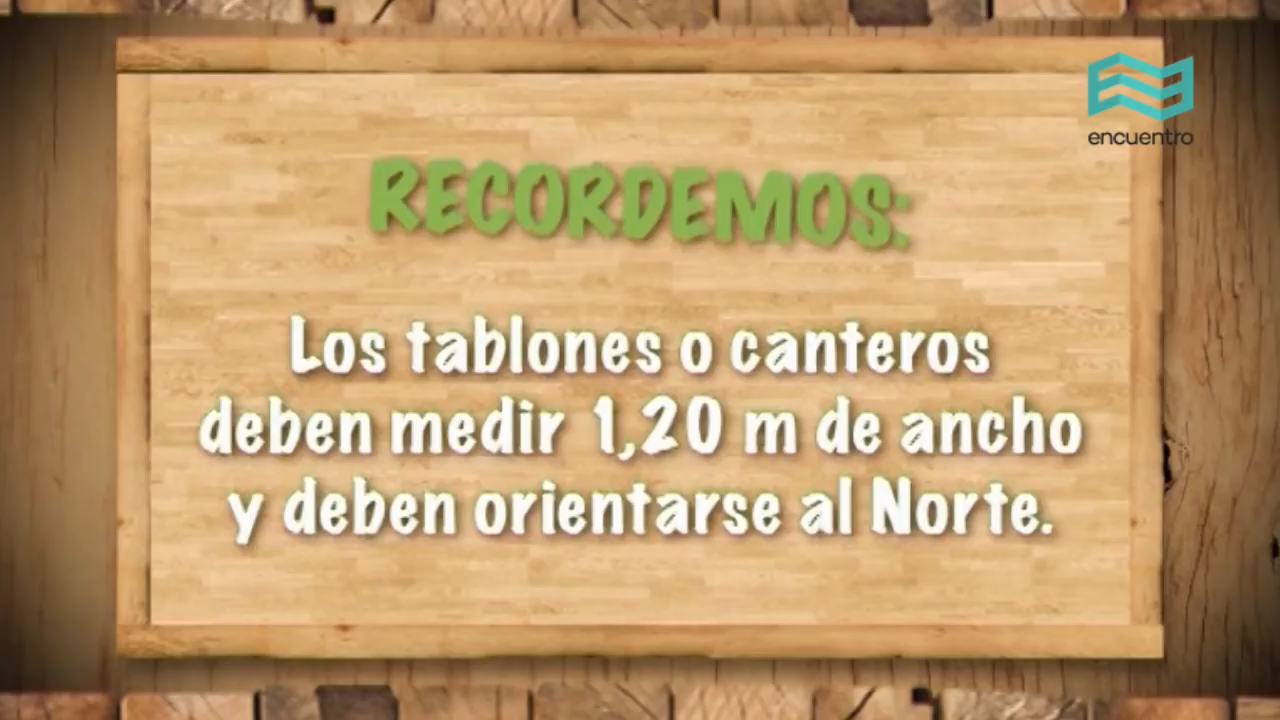 encuentro
RECORDEMOS:
Los tablones o canteros
deben medir 1,20 m de ancho
y deben orientarse al Norte.